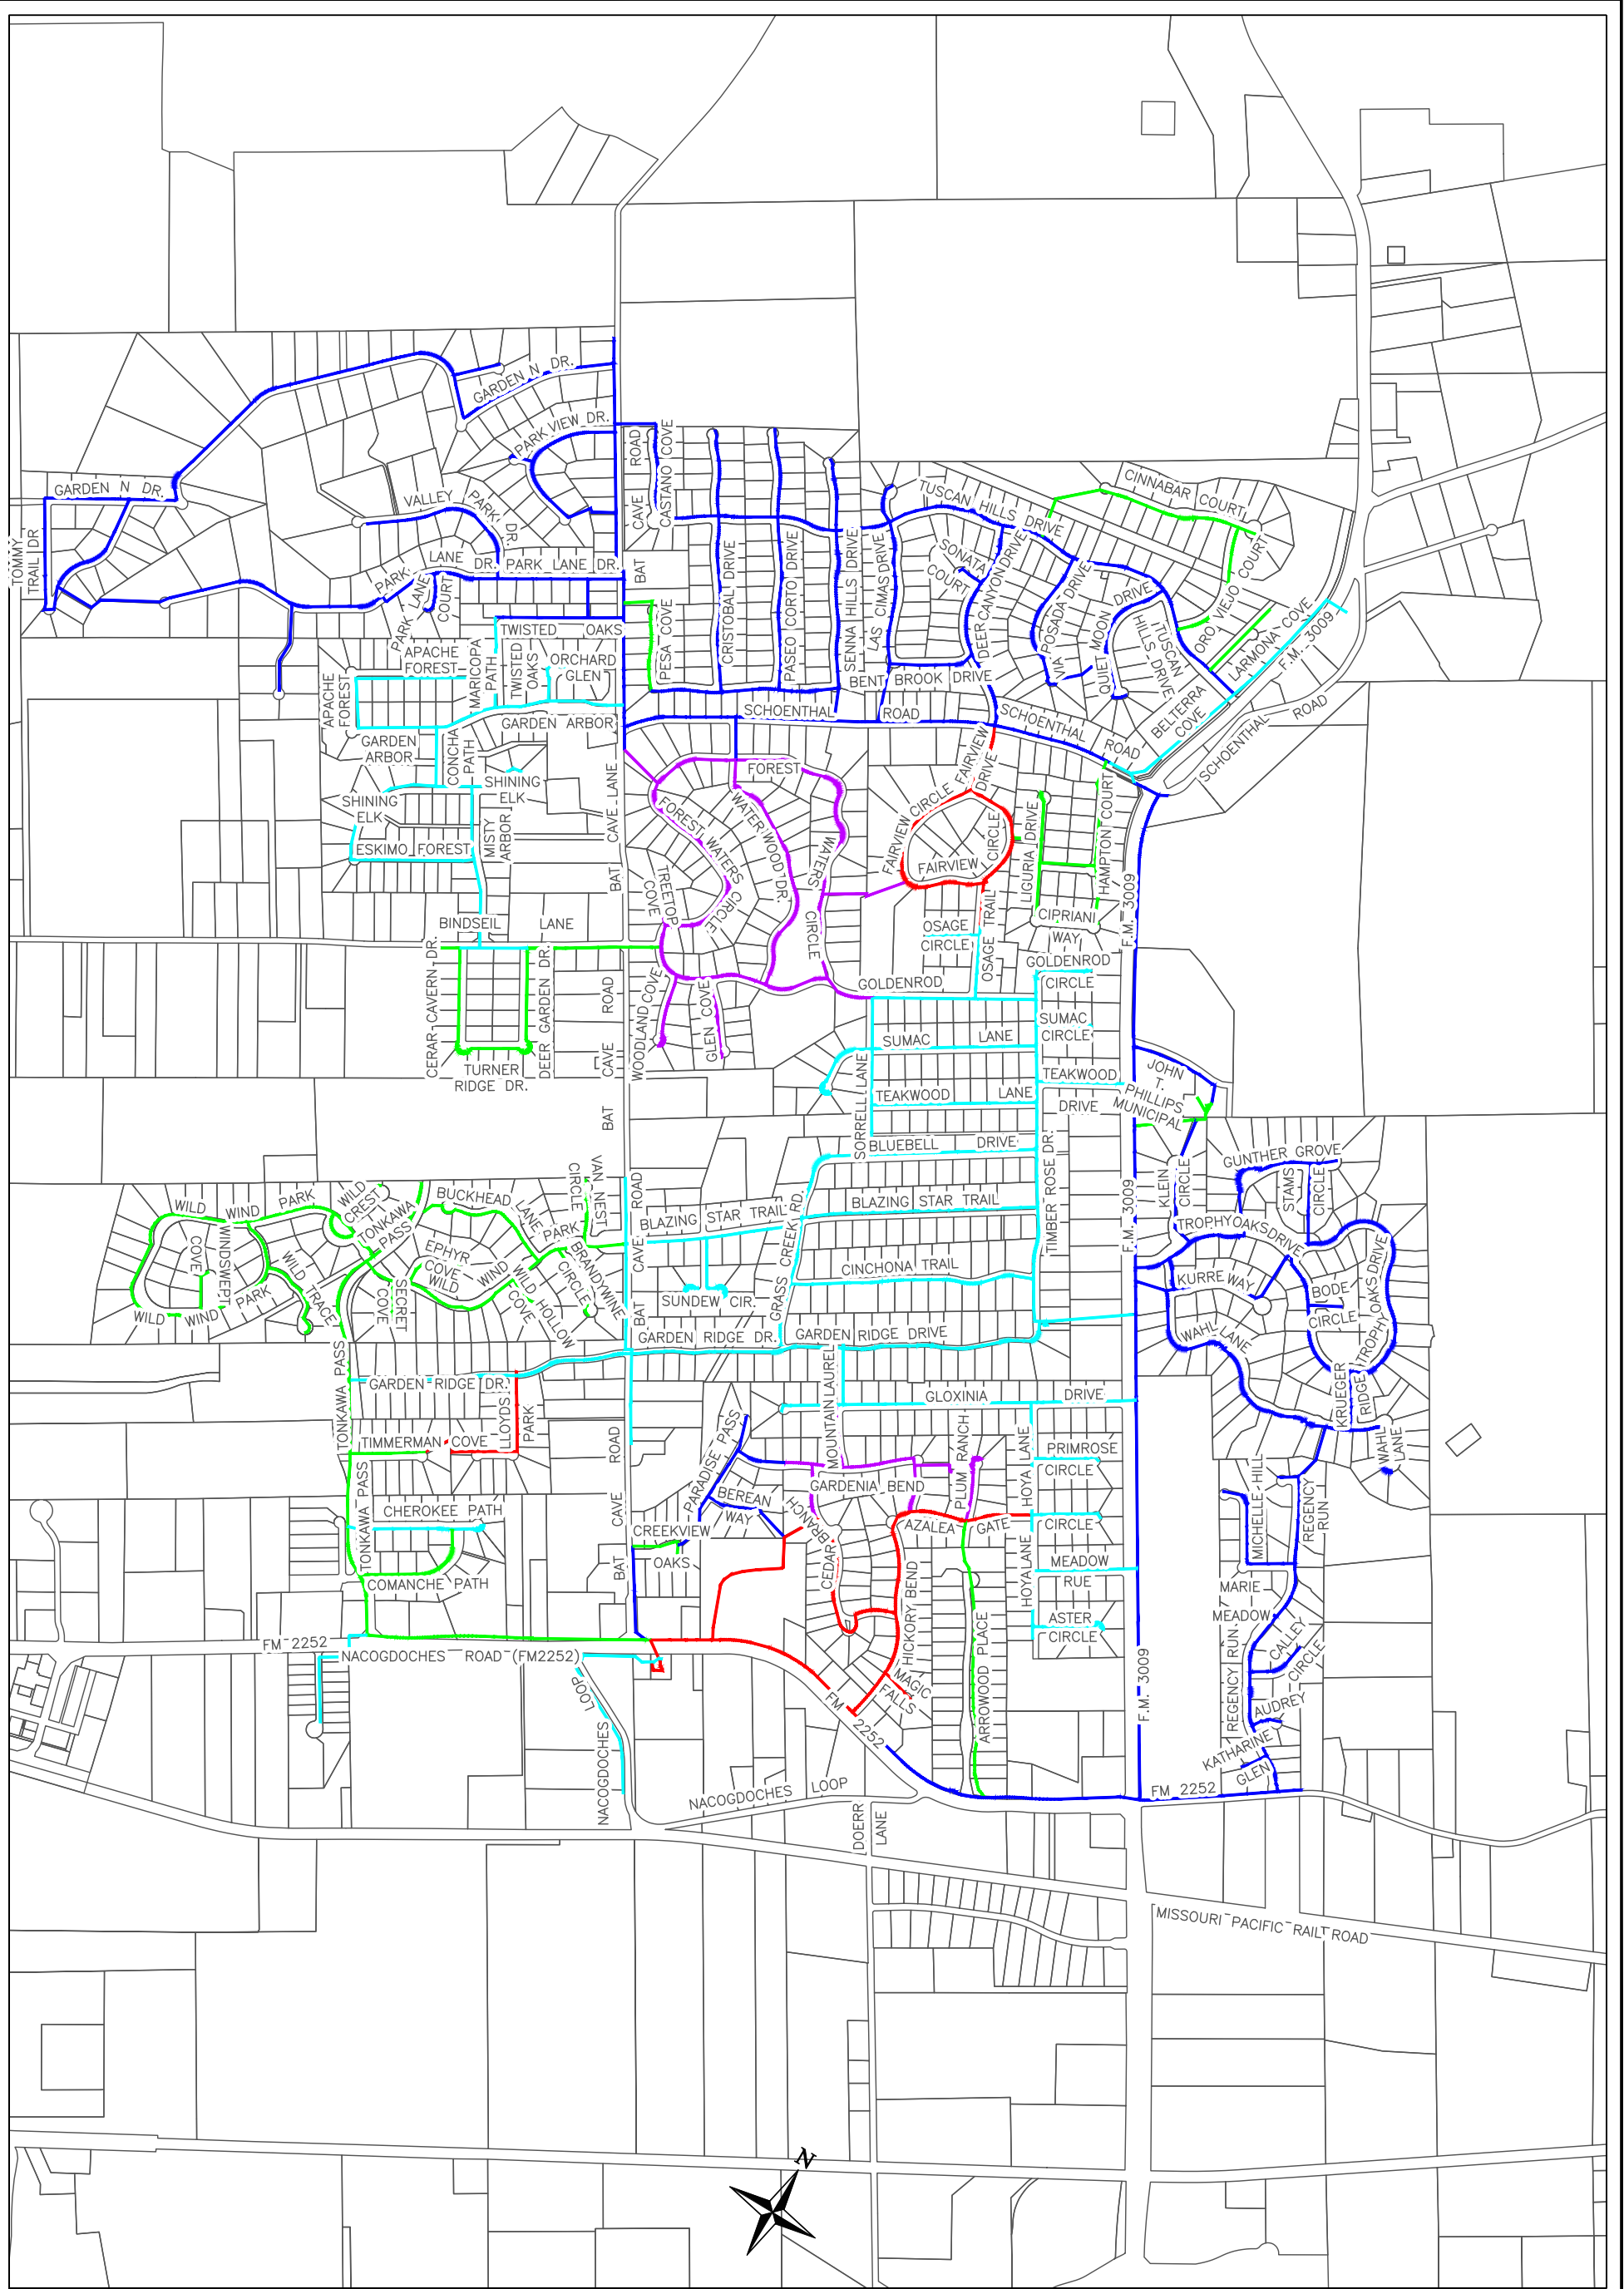 GARDEN N DR.
PARK VIEW DR.
ROAD
CAVE
BAT
CASTANO COVE
CINNABAR COURT
GARDEN N DR.
TOMMY
TRAIL DR
VALLEY PARK DR.
TUSCAN HILLS DRIVE
LANE DR.
PARK LANE DR.
PARK
PARK LANE
COURT
CRISTOBAL DRIVE
PASEO CORTO DRIVE
SENNA HILLS DRIVE
LAS CIMAS DRIVE
SONATA
COURT
DEER CANYON DRIVE
VIA POSADA DRIVE
QUIET MOON DRIVE
TUSCAN
HILLS DRIVE
ORO VIEJO COURT
LARMONA COVE
F.M. 3009
TWISTED OAKS
PESA COVE
APACHE
FOREST
MARICOPA
PATH
TWISTED
OAKS
ORCHARD
GLEN
APACHE
FOREST
BENT BROOK DRIVE
SCHOENTHAL ROAD
SCHOENTHAL ROAD
BELTERRA
COVE
SCHOENTHAL ROAD
GARDEN ARBOR
GARDEN
ARBOR
CONCHA
PATH
SHINING
ELK
SHINING
ELK
MISTY
ARBOR
ESKIMO FOREST
BAT CAVE LANE
FOREST WATERS CIRCLE
FOREST WATERS CIRCLE
WATER WOOD DR.
TREETOP
COVE
FAIRVIEW
DRIVE
FAIRVIEW CIRCLE
FAIRVIEW CIRCLE
LIGURIA DRIVE
HAMPTON COURT
CIPRIANI
WAY
F.M. 3009
OSAGE
CIRCLE
OSAGE TRAIL
BINDSEIL LANE
CERAR-CAVERN-DR.
DEER GARDEN DR.
TURNER
RIDGE DR.
BAT CAVE ROAD
WOODLAND COVE
GLEN COVE
GOLDENROD
GOLDENROD
CIRCLE
SUMAC LANE
SUMAC
CIRCLE
SORRELL LANE
TEAKWOOD LANE
TEAKWOOD
DRIVE
JOHN
T.
PHILLIPS
MUNICIPAL
BLUEBELL DRIVE
TIMBER ROSE DR.
F.M. 3009
KLEIN
CIRCLE
GUNTHER GROVE
STAMS
CIRCLE
BLAZING STAR TRAIL
BLAZING STAR TRAIL
GRASS CREEK RD.
CINCHONA TRAIL
SUNDEW CIR.
TROPHY OAKS DRIVE
KURRE WAY
BODE
CIRCLE
TROPHY OAKS DRIVE
WAHL LANE
KRUEGER
RIDGE
WAHL
LANE
WILD WIND PARK
WILD
CREST
TONKAWA
PASS
BUCKHEAD LANE
VAN NEST
CIRCLE
PARK
WINDSWEPT
COVE
WILD TRACE
WILD WIND PARK
EPHYR
COVE
WILD WIND
SECRET
COVE
WILD HOLLOW
COVE
BRANDYWINE
CIRCLE
BAT CAVE ROAD
GARDEN RIDGE DR.
GARDEN RIDGE DRIVE
GARDEN RIDGE DR.
TONKAWA PASS
LLOYDS
PARK
TIMMERMAN COVE
MOUNTAIN LAUREL
GLOXINIA DRIVE
PARADISE PASS
BEREAN
WAY
GARDENIA BEND
PLUM RANCH
HOYA LANE
PRIMROSE
CIRCLE
TONKAWA PASS
CHEROKEE PATH
COMANCHE PATH
BAT CAVE ROAD
CREEKVIEW
OAKS
CEDAR BRANCH
AZALEA GATE
HICKORY BEND
CIRCLE
MEADOW
RUE
HOYA LANE
ASTER
CIRCLE
MICHELLE HILL
REGENCY
RUN
MARIE
MEADOW
CALLEY
CIRCLE
REGENCY RUN
AUDREY
KATHARINE
GLEN
FM 2252
NACOGDOCHES ROAD (FM2252)
NACOGDOCHES LOOP
MAGIC
FALLS
FM 2252
ARROWOOD PLACE
F.M. 3009
FM 2252
NACOGDOCHES LOOP
DOERR
LANE
MISSOURI PACIFIC RAILROAD
N